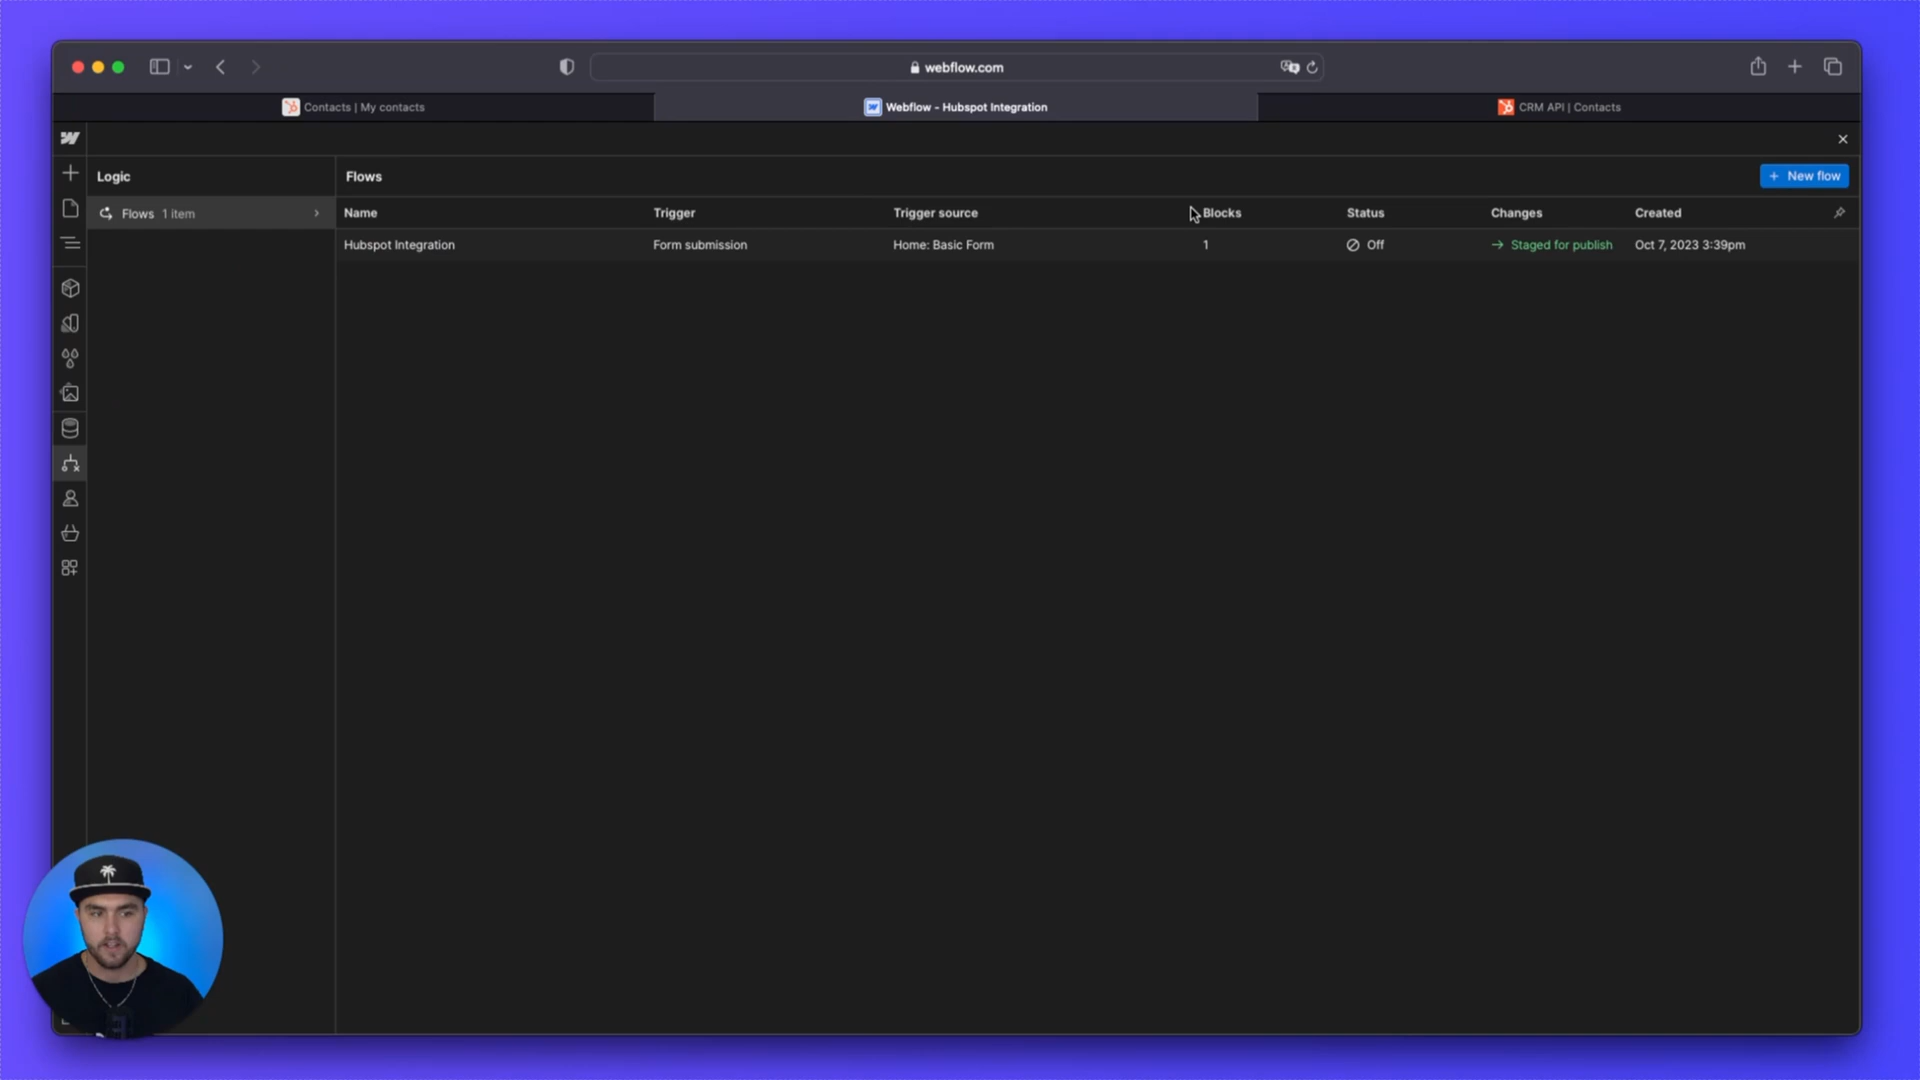 webflow.com
Contacts | My contacts
Webflow - Hubspot Integration
CRM API | Contacts
Logic
Flows
+ New flow
Flows 1 item
Name Trigger Trigger source Blocks Status Changes Created
Hubspot Integration Form submission Home: Basic Form 1 Off → Staged for publish Oct 7, 2023 3:39pm